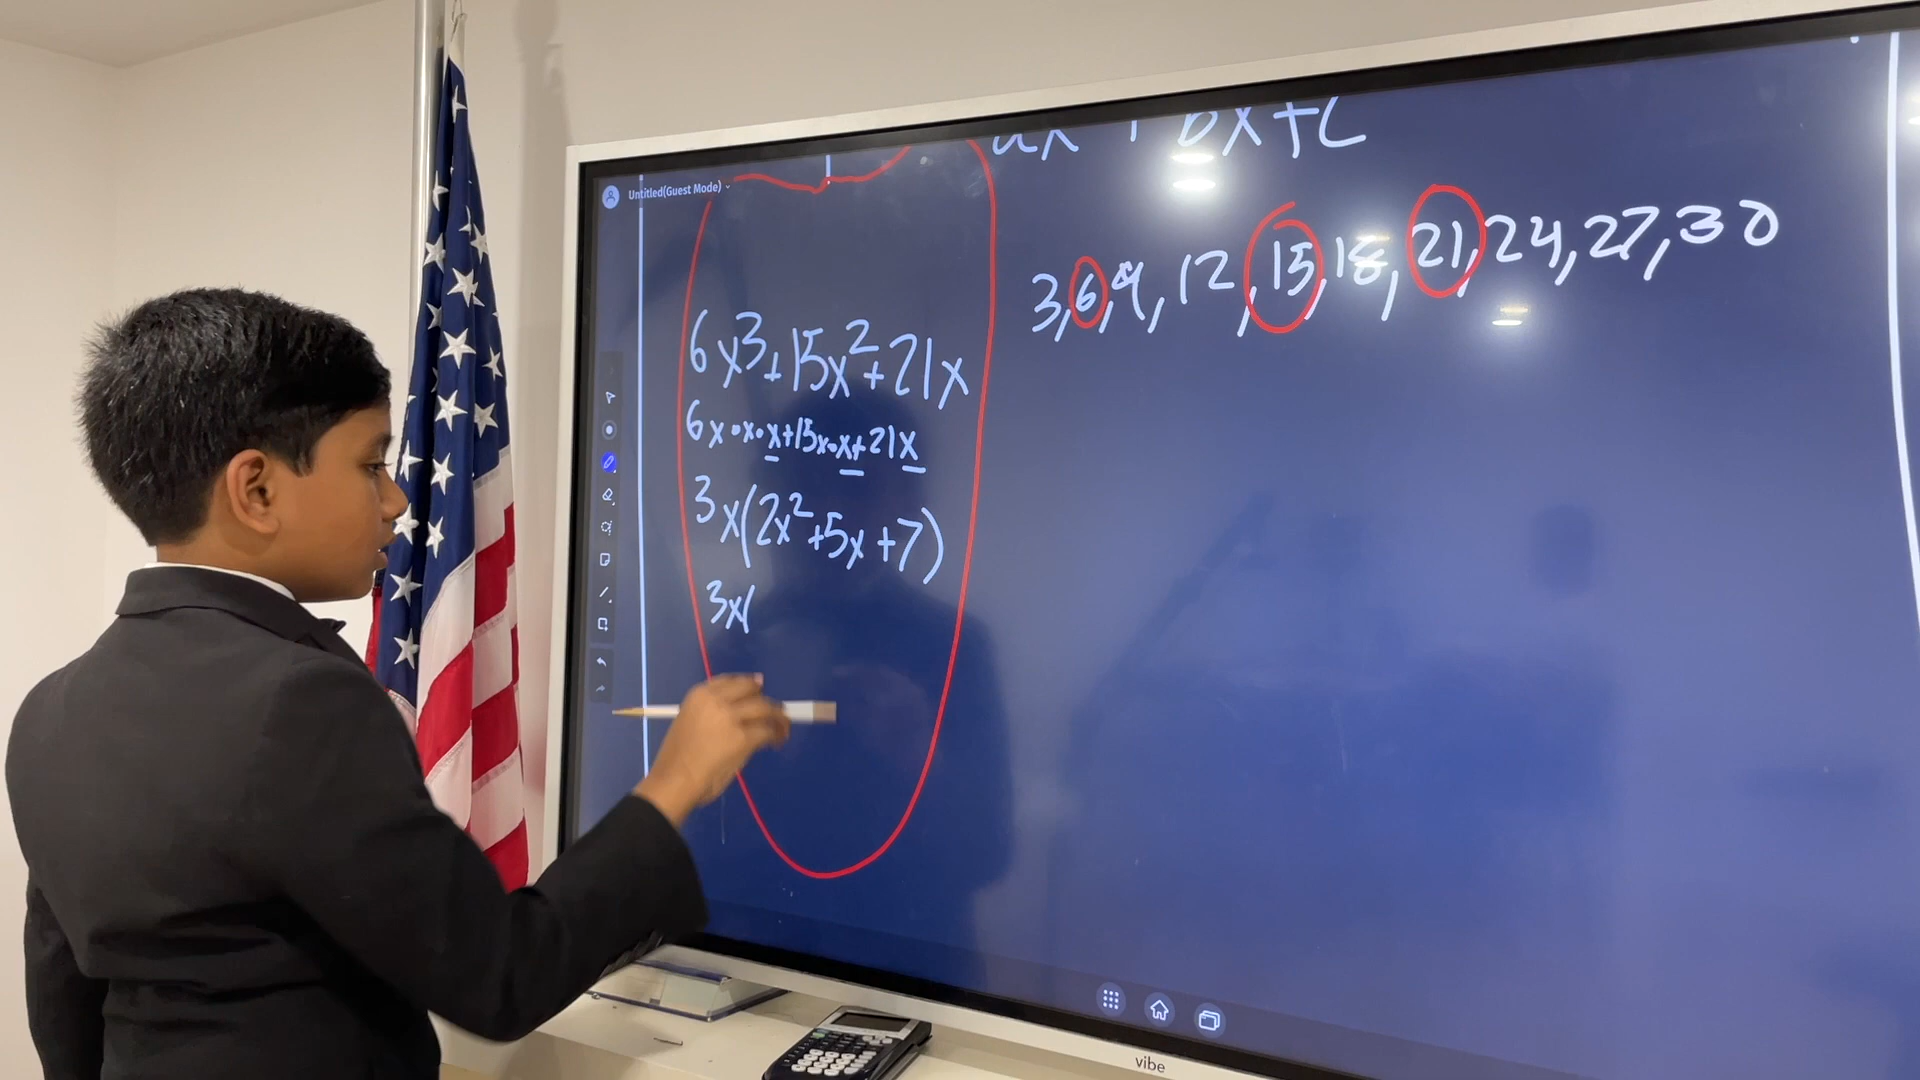 ax + bx+c
Untitled(Guest Mode)
3,6,9,12,15,18,21,24,27,30
6x³+15x²+21x
6x•x•x+15x•x+21x
3x(2x²+5x+7)
3x(
vibe